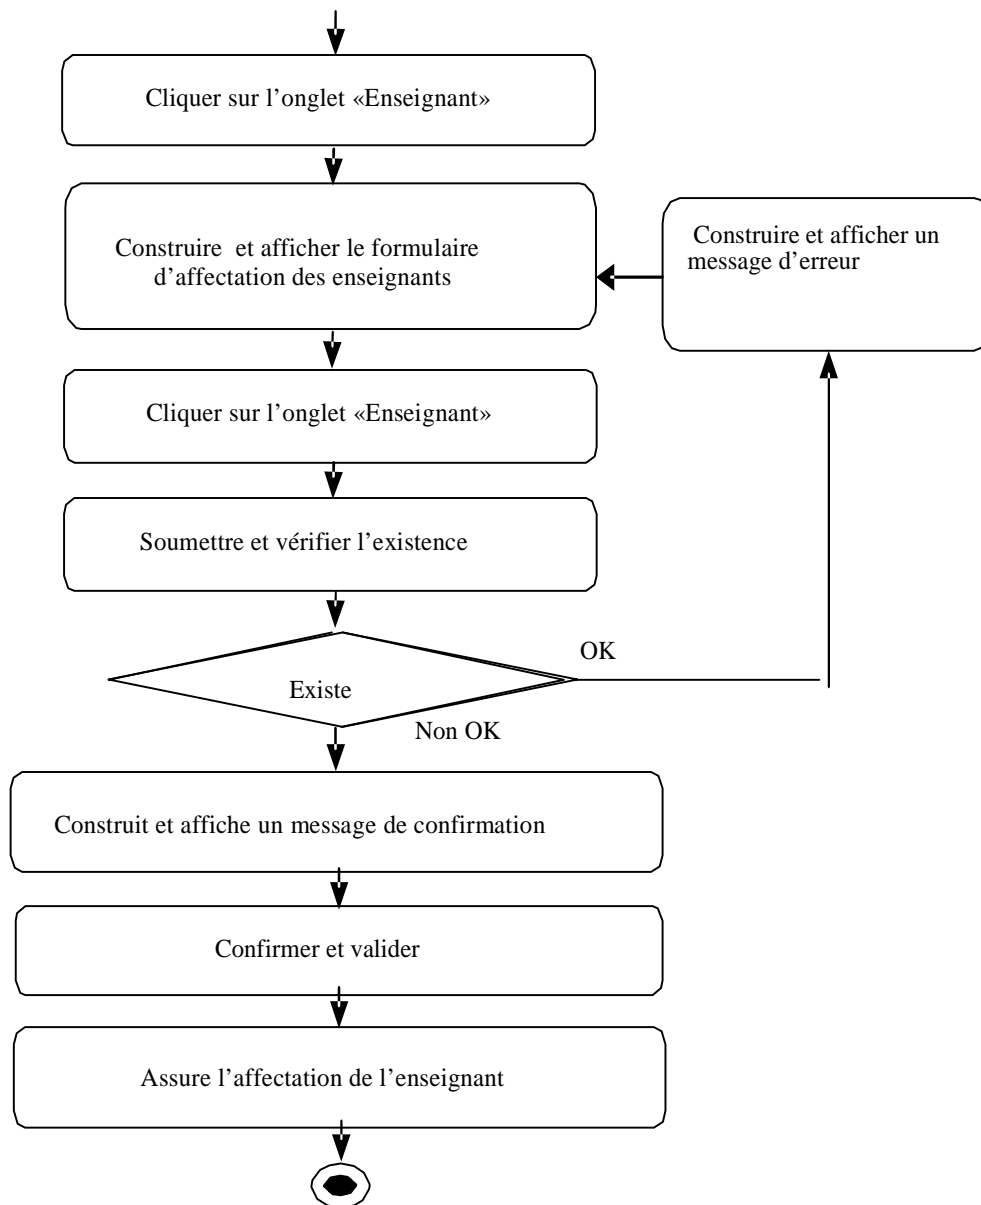 Cliquer sur l’onglet «Enseignant»
Construire et afficher le formulaire
d’affectation des enseignants
Construire et afficher un
message d’erreur
Cliquer sur l’onglet «Enseignant»
Soumettre et vérifier l’existence
OK
Existe
Non OK
Construit et affiche un message de confirmation
Confirmer et valider
Assure l’affectation de l’enseignant